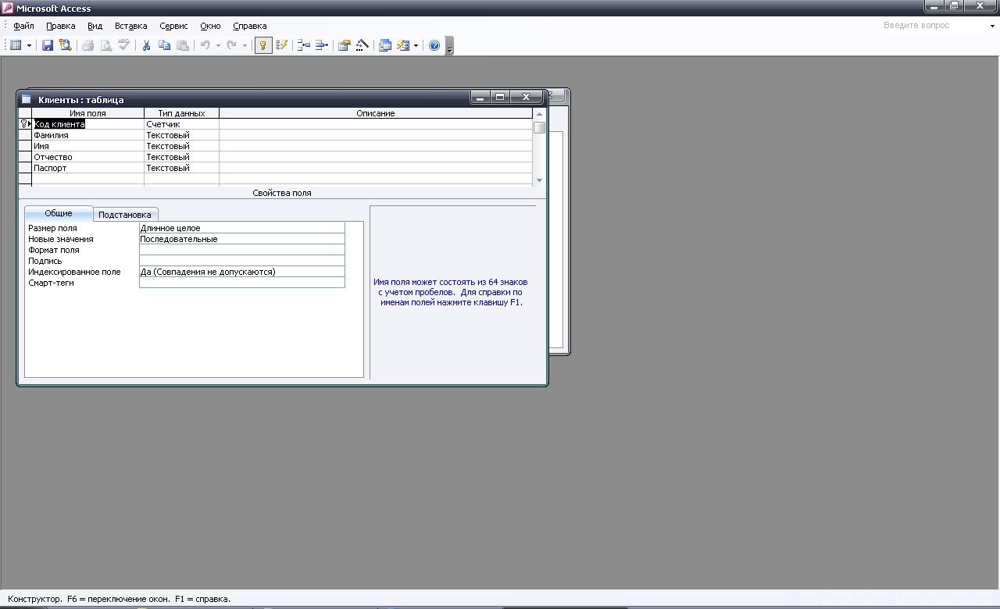 Microsoft Access
Файл Правка Вид Вставка Сервис Окно Справка Введите вопрос
ABC
Клиенты : таблица
Имя поля Тип данных Описание
Код клиента Счетчик
Фамилия Текстовый
Имя Текстовый
Отчество Текстовый
Паспорт Текстовый
Свойства поля
Общие Подстановка
Размер поля Длинное целое
Новые значения Последовательные
Формат поля
Подпись
Индексированное поле Да (Совпадения не допускаются)
Смарт-теги
Имя поля может состоять из 64 знаков
с учетом пробелов. Для справки по
именам полей нажмите клавишу F1.
Конструктор. F6 = переключение окон. F1 = справка.